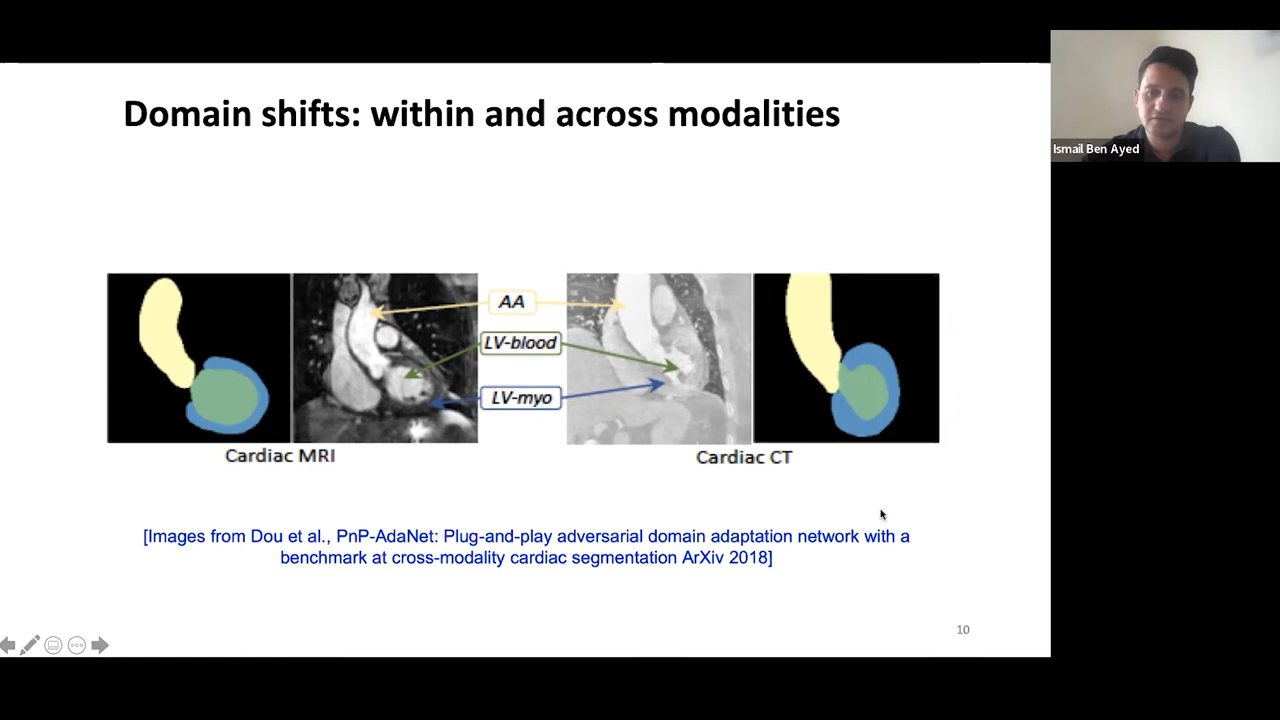 Domain shifts: within and across modalities
Ismail Ben Ayed
AA
LV-blood
LV-myo
Cardiac MRI
Cardiac CT
[Images from Dou et al., PnP-AdaNet: Plug-and-play adversarial domain adaptation network with a
benchmark at cross-modality cardiac segmentation ArXiv 2018]
10